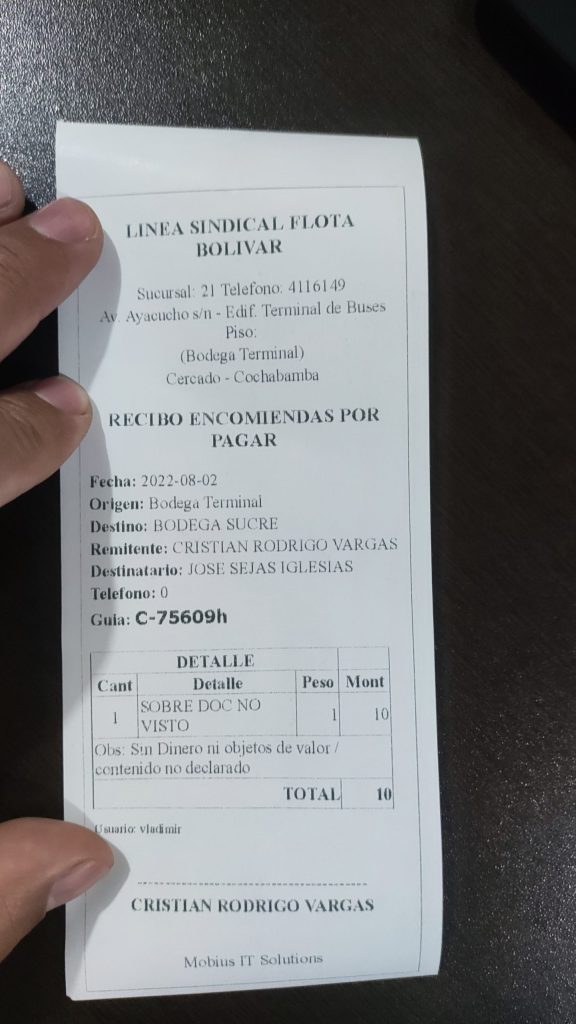 LINEA SINDICAL FLOTA
BOLIVAR
Sucursal: 21 Telefono: 4116149
Av. Ayacucho s/n - Edif. Terminal de Buses
Piso:
(Bodega Terminal)
Cercado - Cochabamba
RECIBO ENCOMIENDAS POR
PAGAR
Fecha: 2022-08-02
Origen: Bodega Terminal
Destino: BODEGA SUCRE
Remitente: CRISTIAN RODRIGO VARGAS
Destinatario: JOSE SEJAS IGLESIAS
Telefono: 0
Guia: C-75609h
DETALLE
Cant Detalle Peso Mont
1 SOBRE DOC NO VISTO 1 10
Obs: Sin Dinero ni objetos de valor /
contenido no declarado
TOTAL 10
Usuario: vladimir
CRISTIAN RODRIGO VARGAS
Mobius IT Solutions